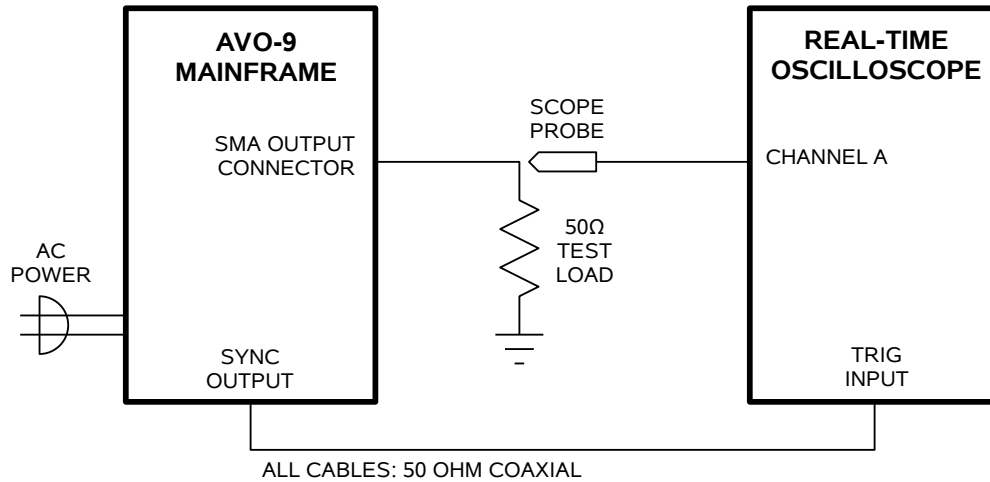 AVO-9
MAINFRAME
REAL-TIME
OSCILLOSCOPE
SCOPE
PROBE
SMA OUTPUT
CONNECTOR
CHANNEL A
50Ω
TEST
LOAD
AC
POWER
SYNC
OUTPUT
TRIG
INPUT
ALL CABLES: 50 OHM COAXIAL